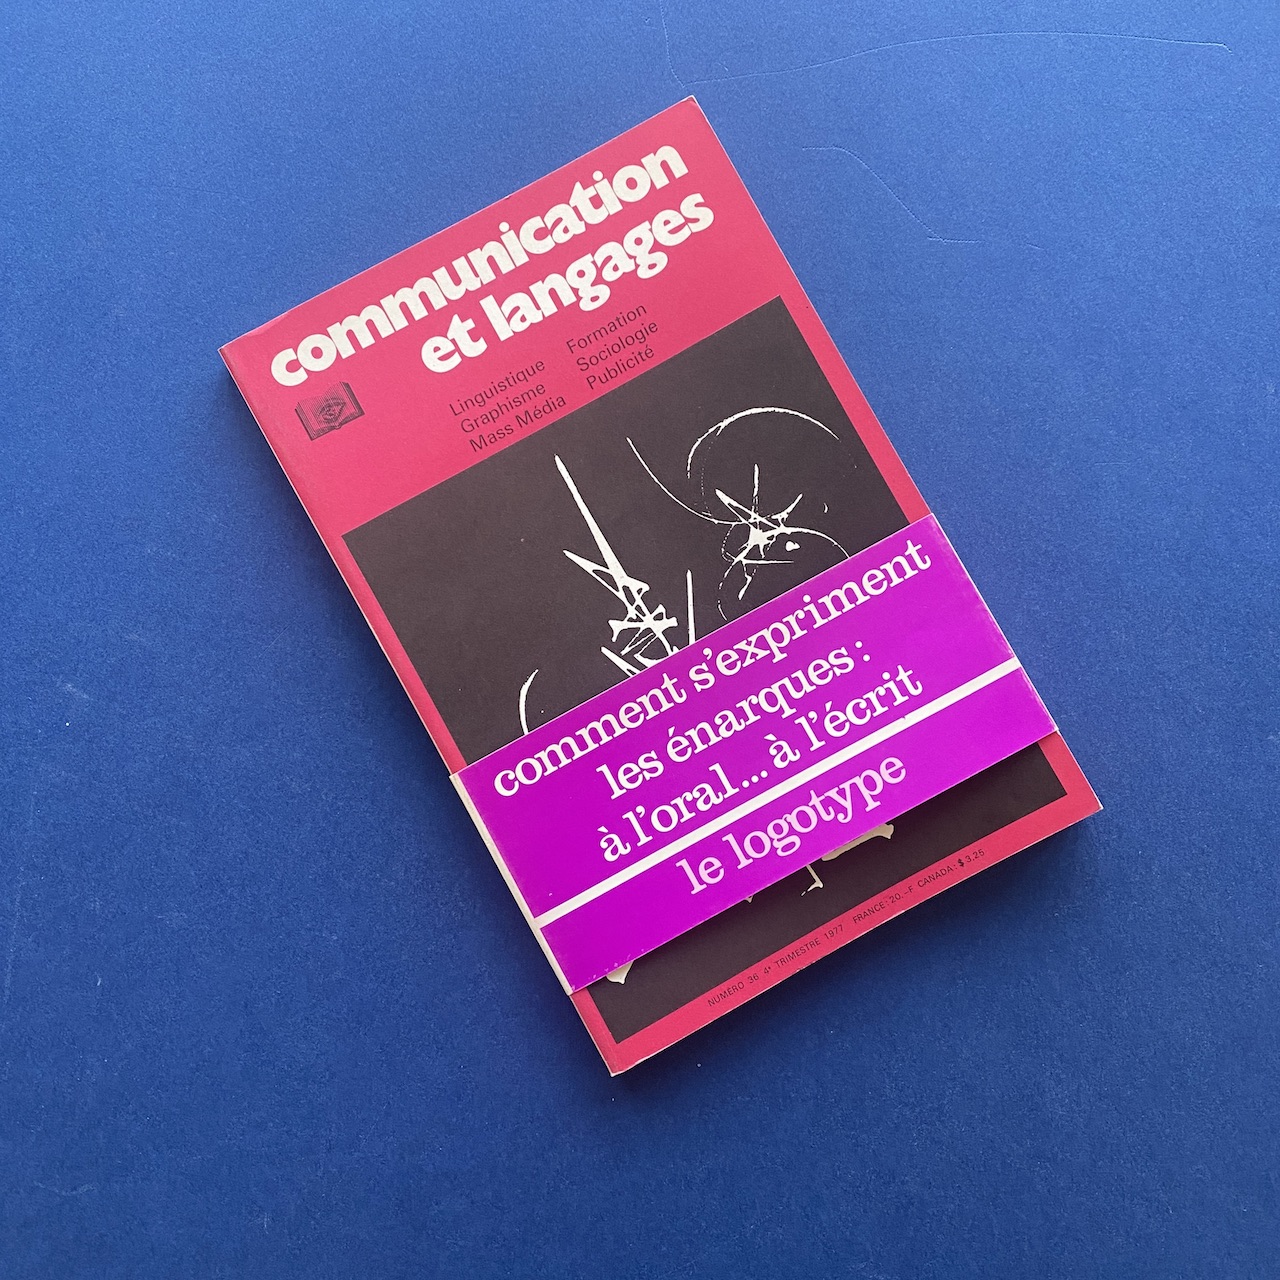 communication
et langages
Linguistique
Graphisme
Mass Média
Formation
Sociologie
Publicité
comment s'expriment
les énarques :
à l'oral... à l'écrit
le logotype
NUMÉRO 36 4e TRIMESTRE 1977 FRANCE : 20.–F CANADA : $ 3,25